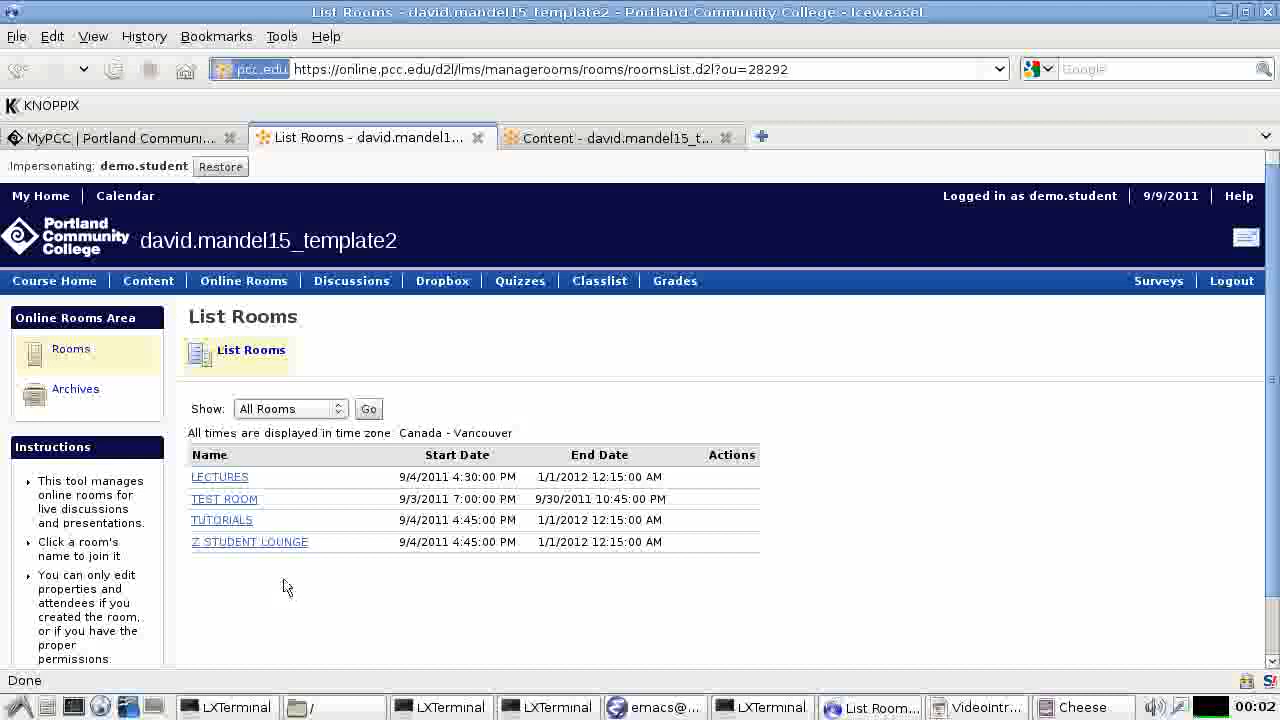 List Rooms - david.mandel15_template2 - Portland Community College - Iceweasel
File Edit View History Bookmarks Tools Help
pcc.edu https://online.pcc.edu/d2l/lms/managerooms/rooms/roomsList.d2l?ou=28292 Google
KNOPPIX
MyPCC | Portland Communi... List Rooms - david.mandel1... Content - david.mandel15_t...
Impersonating: demo.student Restore
My Home Calendar Logged in as demo.student 9/9/2011 Help
Portland
Community
College
david.mandel15_template2
Course Home Content Online Rooms Discussions Dropbox Quizzes Classlist Grades Surveys Logout
Online Rooms Area
Rooms
Archives
Instructions
This tool manages
online rooms for
live discussions
and presentations.
Click a room's
name to join it
You can only edit
properties and
attendees if you
created the room,
or if you have the
proper
permissions.
List Rooms
List Rooms
Show: All Rooms Go
All times are displayed in time zone: Canada - Vancouver
Name Start Date End Date Actions
LECTURES 9/4/2011 4:30:00 PM 1/1/2012 12:15:00 AM
TEST ROOM 9/3/2011 7:00:00 PM 9/30/2011 10:45:00 PM
TUTORIALS 9/4/2011 4:45:00 PM 1/1/2012 12:15:00 AM
Z STUDENT LOUNGE 9/4/2011 4:45:00 PM 1/1/2012 12:15:00 AM
Done
LXTerminal / LXTerminal LXTerminal emacs@... LXTerminal List Room... Videointr... Cheese 00:02